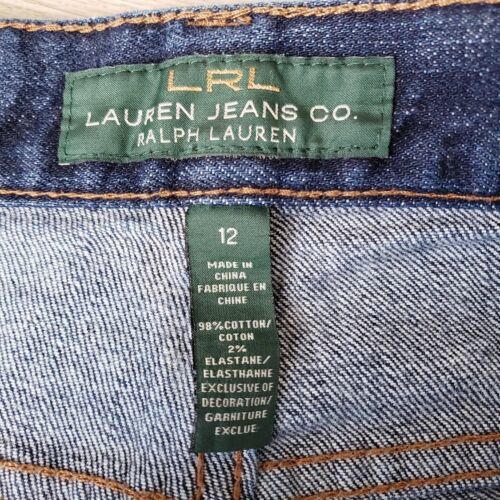 LRL
LAUREN JEANS CO.
RALPH LAUREN
12
MADE IN
CHINA
FABRIQUE EN
CHINE
98%COTTON/
COTON
2%
ELASTANE/
ELASTHANNE
EXCLUSIVE OF
DECORATION/
GARNITURE
EXCLUE